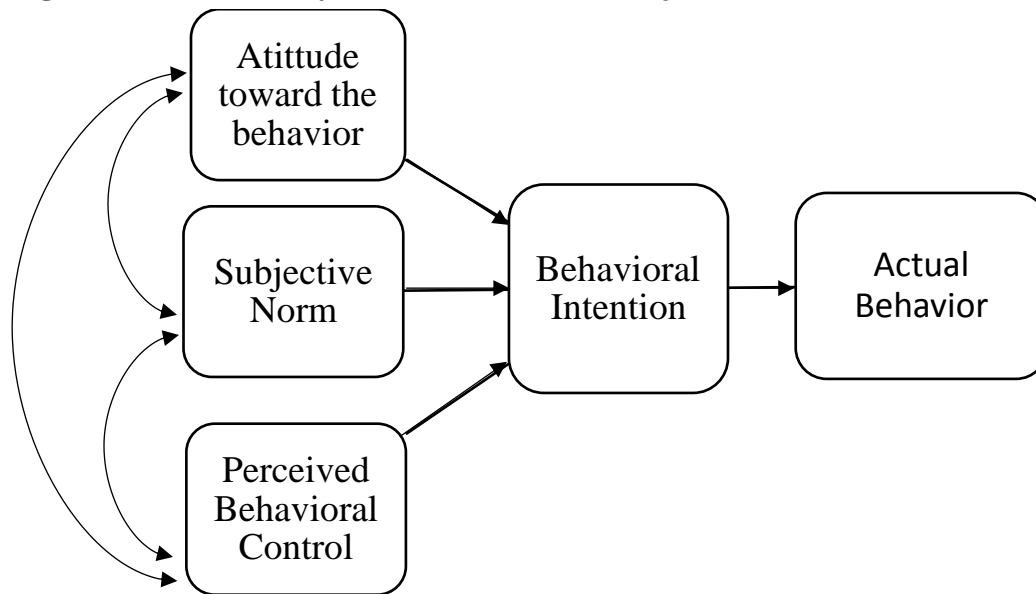 Atittude
toward the
behavior
Subjective
Norm
Perceived
Behavioral
Control
Behavioral
Intention
Actual
Behavior